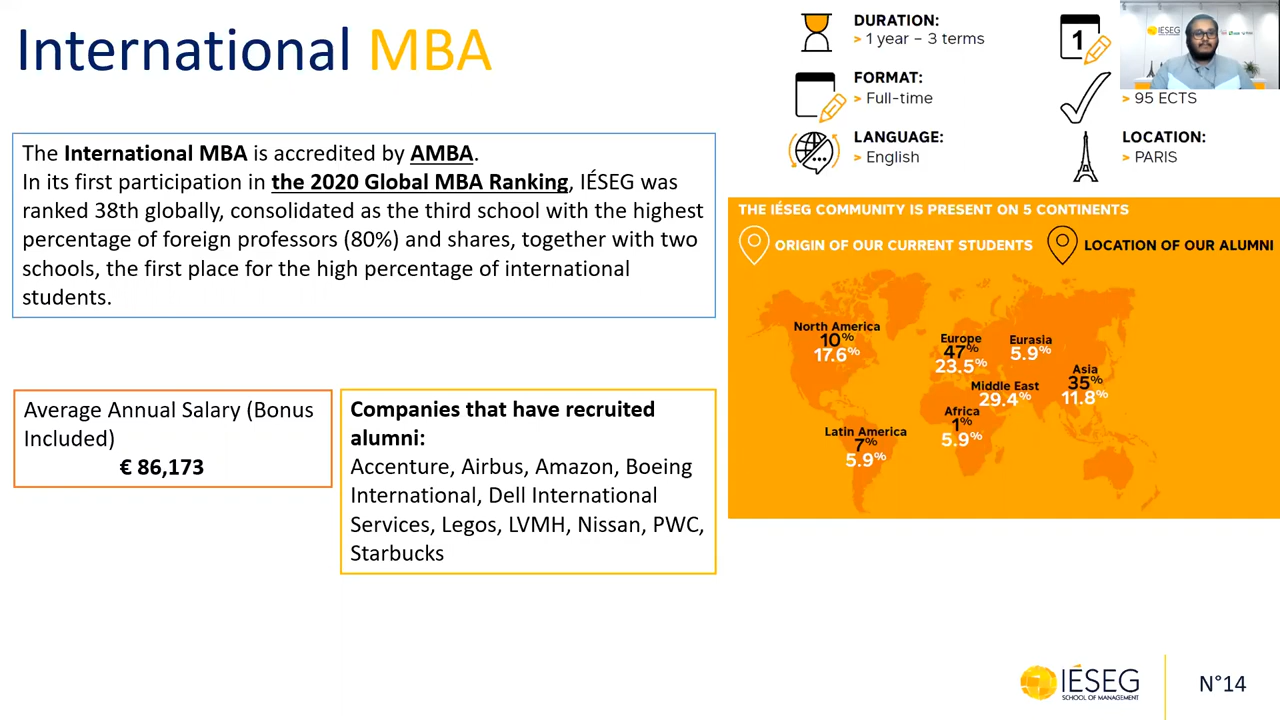 International MBA
The International MBA is accredited by AMBA.
In its first participation in the 2020 Global MBA Ranking, IÉSEG was
ranked 38th globally, consolidated as the third school with the highest
percentage of foreign professors (80%) and shares, together with two
schools, the first place for the high percentage of international
students.
Average Annual Salary (Bonus
Included)
€ 86,173
Companies that have recruited
alumni:
Accenture, Airbus, Amazon, Boeing
International, Dell International
Services, Legos, LVMH, Nissan, PWC,
Starbucks
DURATION:
> 1 year – 3 terms
FORMAT:
> Full-time
LANGUAGE:
> English
1
> 95 ECTS
LOCATION:
> PARIS
IÉSEG
THE IÉSEG COMMUNITY IS PRESENT ON 5 CONTINENTS
ORIGIN OF OUR CURRENT STUDENTS
LOCATION OF OUR ALUMNI
North America
10%
17.6%
Europe
47%
23.5%
Eurasia
5.9%
Asia
35%
11.8%
Middle East
29.4%
Africa
1%
5.9%
Latin America
7%
5.9%
IÉSEG
SCHOOL OF MANAGEMENT
N°14